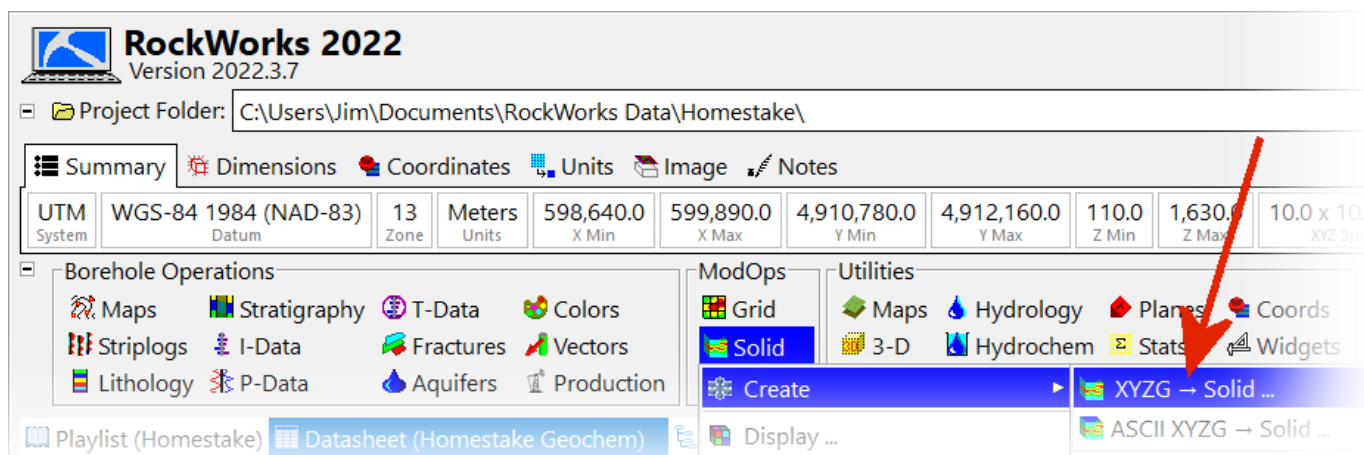 RockWorks 2022
Version 2022.3.7
Project Folder: C:\Users\Jim\Documents\RockWorks Data\Homestake\
Summary Dimensions Coordinates Units Image Notes
UTM WGS-84 1984 (NAD-83) 13 Meters 598,640.0 599,890.0 4,910,780.0 4,912,160.0 110.0 1,630.0 10.0 x
System Datum Zone Units X Min X Max Y Min Y Max Z Min Z Max XYZ
Borehole Operations ModOps Utilities
Maps Stratigraphy T-Data Colors Grid Maps Hydrology Planes Coords
Striplogs I-Data Fractures Vectors Solid 3-D Hydrochem Stats Widgets
Lithology P-Data Aquifers Production Create XYZG → Solid ...
Playlist (Homestake) Datasheet (Homestake Geochem) Display ... ASCII XYZG → Solid ...